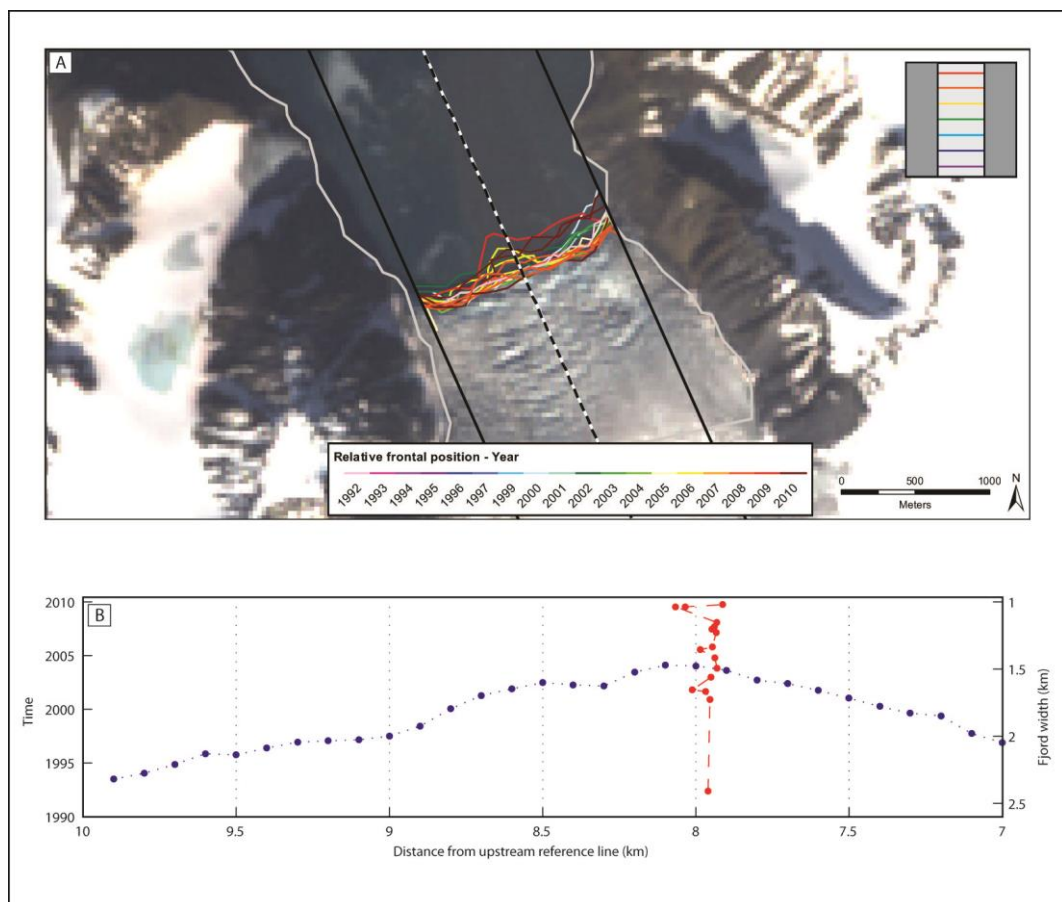 A
Relative frontal position - Year
1992 1993 1994 1995 1996 1997 1999 2000 2001 2002 2003 2004 2005 2006 2007 2008 2009 2010
0 500 1000
Meters
N
B
2010
2005
2000
1995
1990
Time
1
1.5
2
2.5
Fjord width (km)
10 9.5 9 8.5 8 7.5 7
Distance from upstream reference line (km)